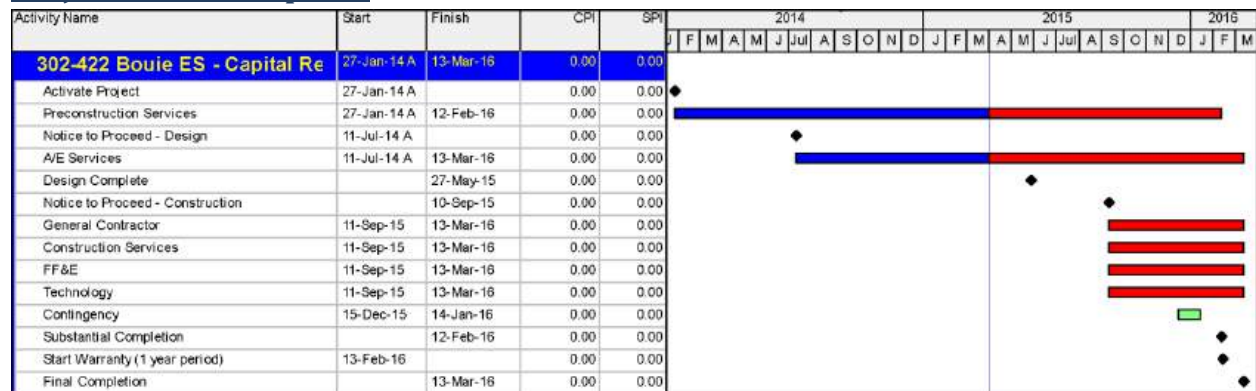 Activity Name Start Finish CPI SPI 2014 2015 2016
J F M A M J Jul A S O N D J F M A M J Jul A S O N D J F M
302-422 Bouie ES - Capital Re 27-Jan-14 A 13-Mar-16 0.00 0.00
Activate Project 27-Jan-14 A 0.00 0.00
Preconstruction Services 27-Jan-14 A 12-Feb-16 0.00 0.00
Notice to Proceed - Design 11-Jul-14 A 0.00 0.00
A/E Services 11-Jul-14 A 13-Mar-16 0.00 0.00
Design Complete 27-May-15 0.00 0.00
Notice to Proceed - Construction 10-Sep-15 0.00 0.00
General Contractor 11-Sep-15 13-Mar-16 0.00 0.00
Construction Services 11-Sep-15 13-Mar-16 0.00 0.00
FF&E 11-Sep-15 13-Mar-16 0.00 0.00
Technology 11-Sep-15 13-Mar-16 0.00 0.00
Contingency 15-Dec-15 14-Jan-16 0.00 0.00
Substantial Completion 12-Feb-16 0.00 0.00
Start Warranty (1 year period) 13-Feb-16 0.00 0.00
Final Completion 13-Mar-16 0.00 0.00